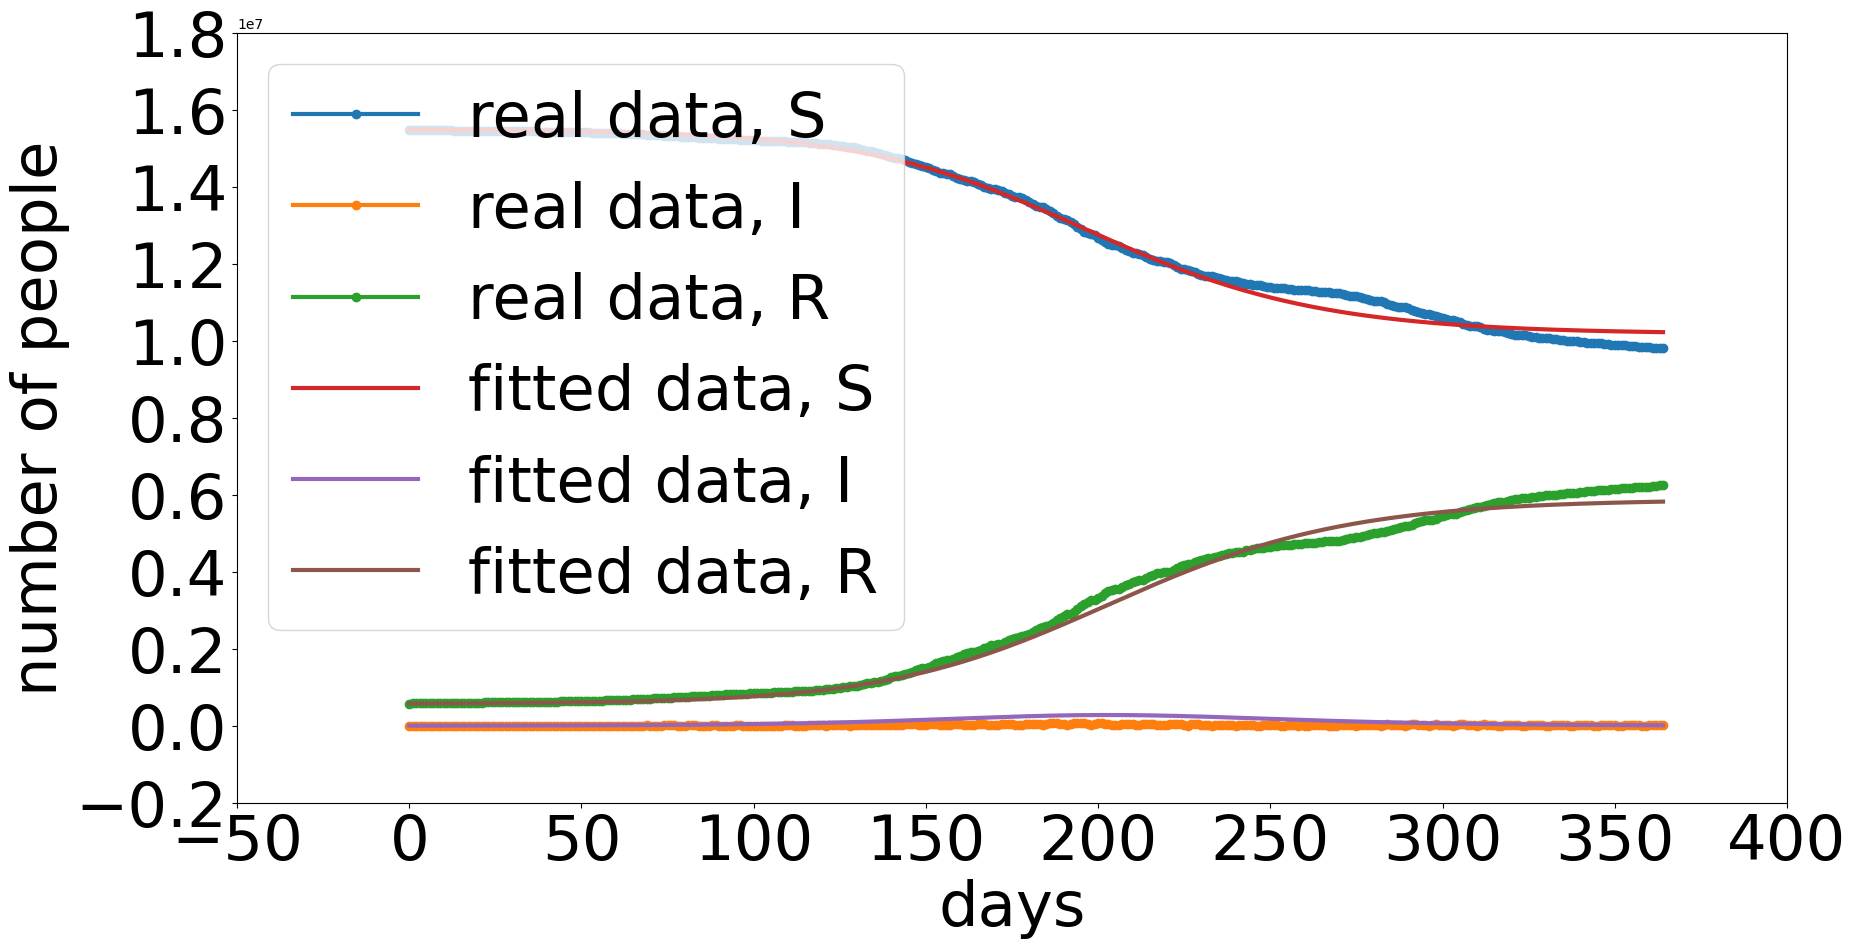 1e7
1.8
1.6
1.4
1.2
1.0
0.8
0.6
0.4
0.2
0.0
−0.2
number of people
real data, S
real data, I
real data, R
fitted data, S
fitted data, I
fitted data, R
−50 0 50 100 150 200 250 300 350 400
days